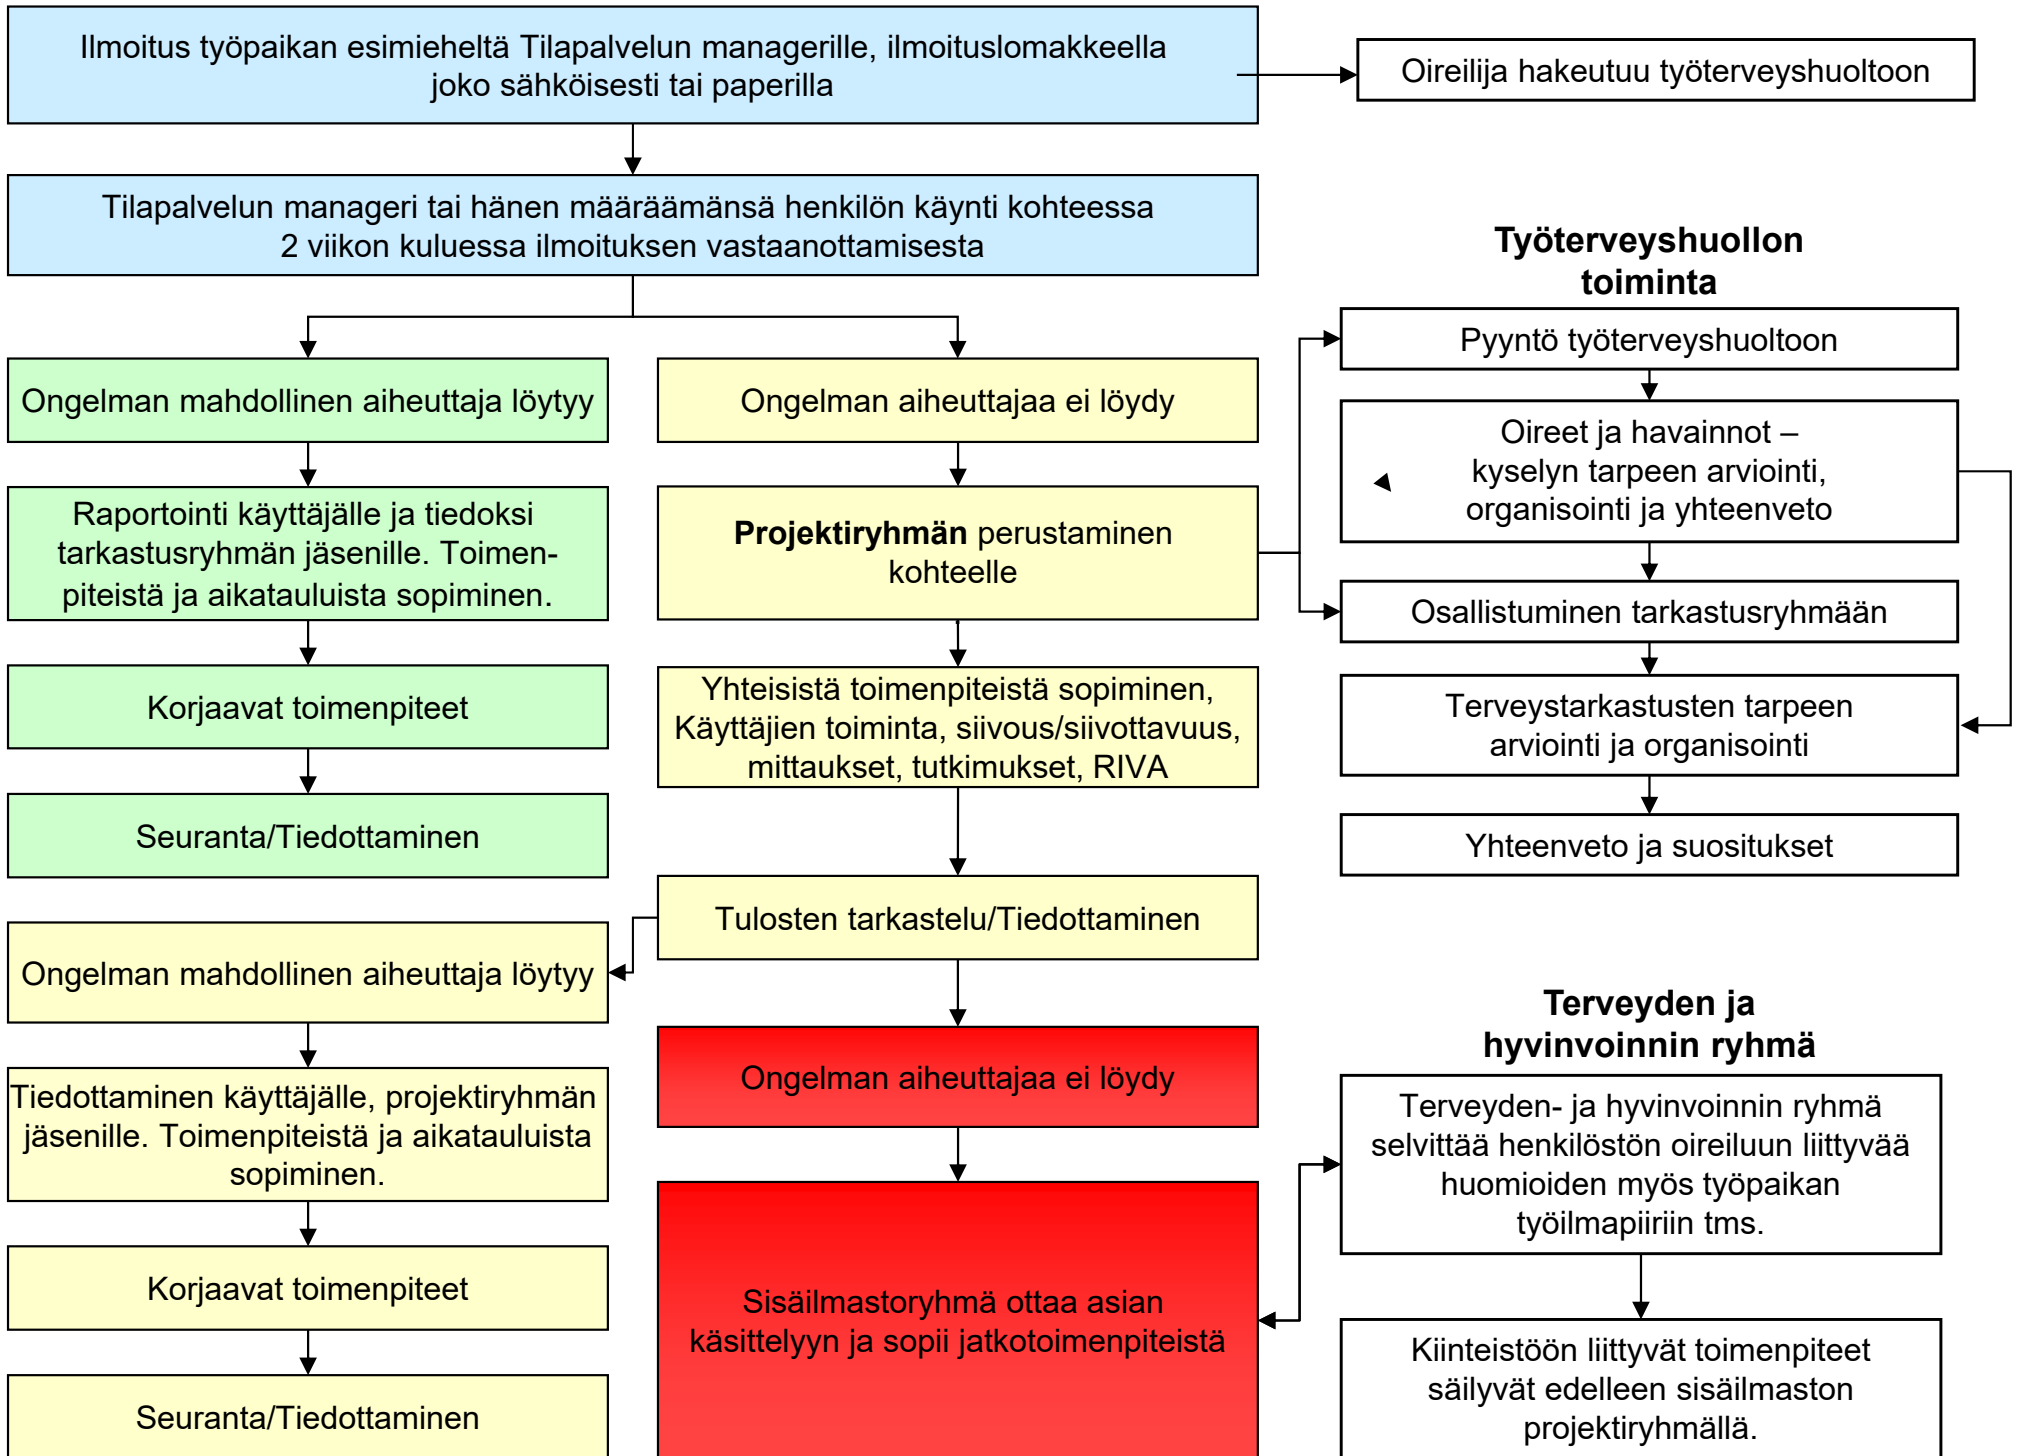 Ilmoitus työpaikan esimieheltä Tilapalvelun managerille, ilmoituslomakkeella
joko sähköisesti tai paperilla
Oireilija hakeutuu työterveyshuoltoon
Tilapalvelun manageri tai hänen määräämänsä henkilön käynti kohteessa
2 viikon kuluessa ilmoituksen vastaanottamisesta
Ongelman mahdollinen aiheuttaja löytyy
Raportointi käyttäjälle ja tiedoksi
tarkastusryhmän jäsenille. Toimen-
piteistä ja aikatauluista sopiminen.
Korjaavat toimenpiteet
Seuranta/Tiedottaminen
Ongelman aiheuttajaa ei löydy
Projektiryhmän perustaminen
kohteelle
Yhteisistä toimenpiteistä sopiminen,
Käyttäjien toiminta, siivous/siivottavuus,
mittaukset, tutkimukset, RIVA
Tulosten tarkastelu/Tiedottaminen
Työterveyshuollon
toiminta
Pyyntö työterveyshuoltoon
Oireet ja havainnot –
kyselyn tarpeen arviointi,
organisointi ja yhteenveto
Osallistuminen tarkastusryhmään
Terveystarkastusten tarpeen
arviointi ja organisointi
Yhteenveto ja suositukset
Ongelman mahdollinen aiheuttaja löytyy
Tiedottaminen käyttäjälle, projektiryhmän
jäsenille. Toimenpiteistä ja aikatauluista
sopiminen.
Korjaavat toimenpiteet
Seuranta/Tiedottaminen
Ongelman aiheuttajaa ei löydy
Sisäilmastoryhmä ottaa asian
käsittelyyn ja sopii jatkotoimenpiteistä
Terveyden ja
hyvinvoinnin ryhmä
Terveyden- ja hyvinvoinnin ryhmä
selvittää henkilöstön oireiluun liittyvää
huomioiden myös työpaikan
työilmapiiriin tms.
Kiinteistöön liittyvät toimenpiteet
säilyvät edelleen sisäilmaston
projektiryhmällä.